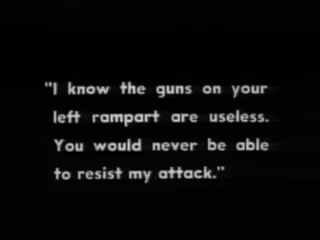 "I know the guns on your
left rampart are useless.
You would never be able
to resist my attack."